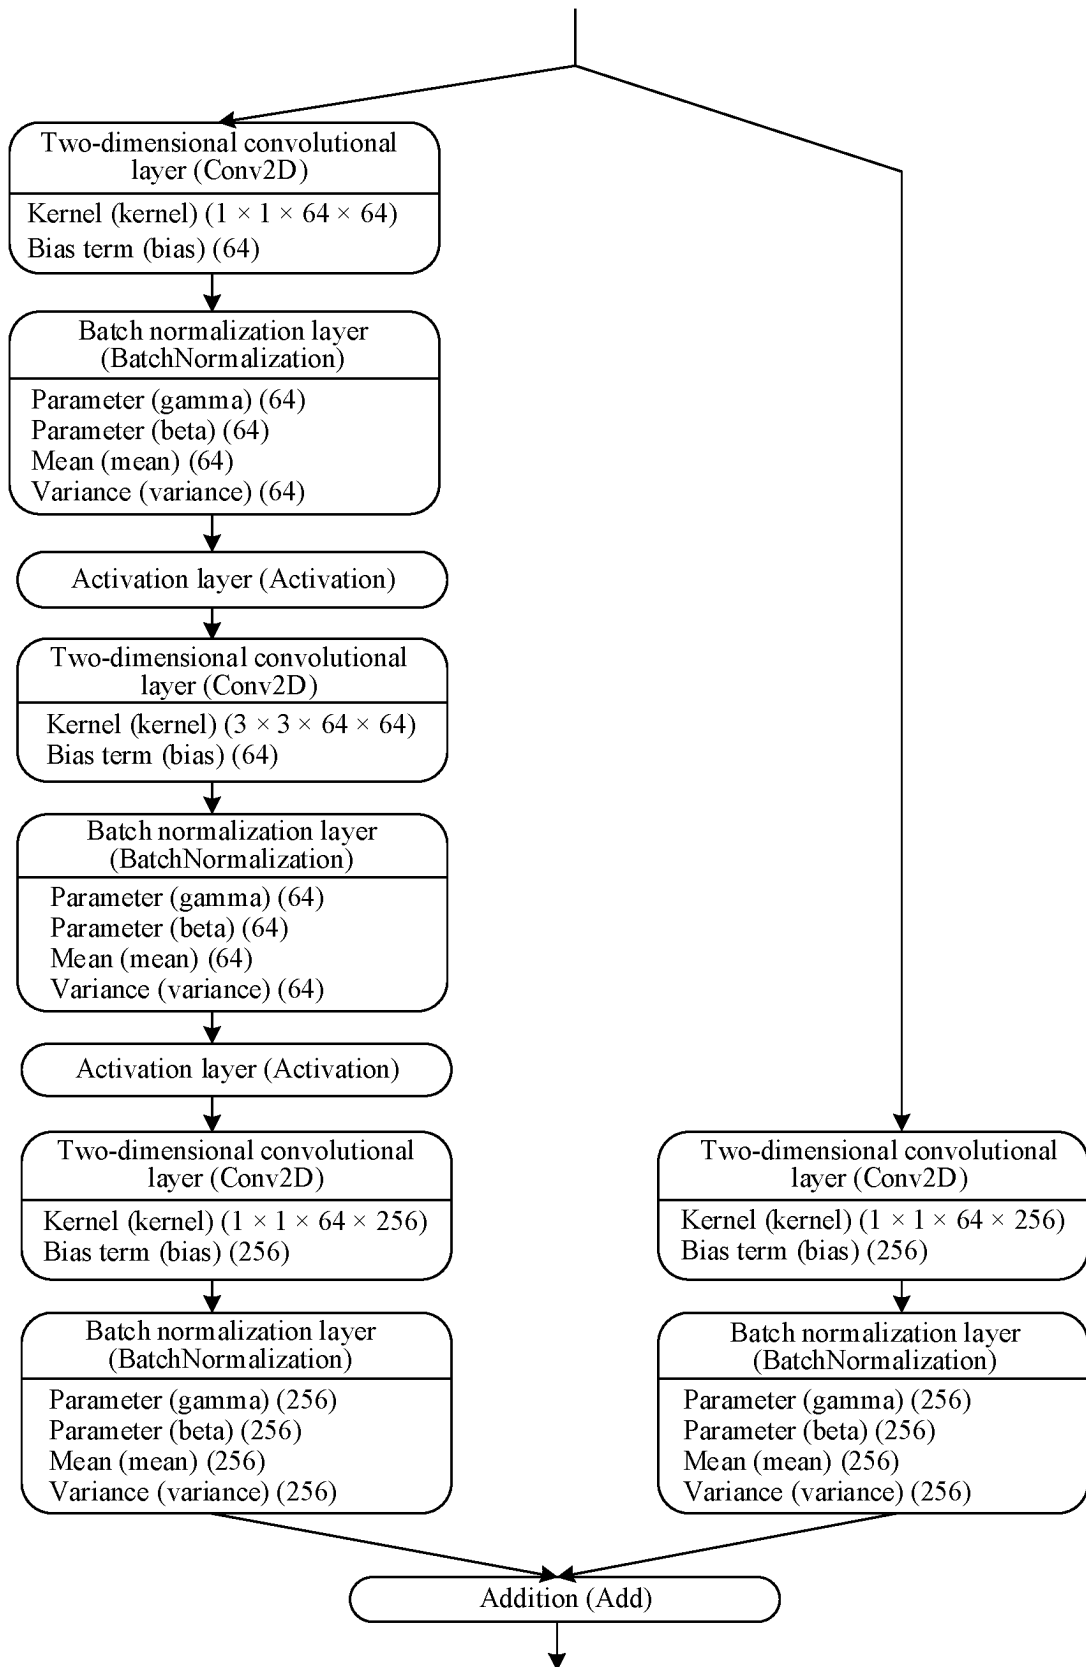 Two-dimensional convolutional
layer (Conv2D)
Kernel (kernel) (1 × 1 × 64 × 64)
Bias term (bias) (64)
Batch normalization layer
(BatchNormalization)
Parameter (gamma) (64)
Parameter (beta) (64)
Mean (mean) (64)
Variance (variance) (64)
Activation layer (Activation)
Two-dimensional convolutional
layer (Conv2D)
Kernel (kernel) (3 × 3 × 64 × 64)
Bias term (bias) (64)
Batch normalization layer
(BatchNormalization)
Parameter (gamma) (64)
Parameter (beta) (64)
Mean (mean) (64)
Variance (variance) (64)
Activation layer (Activation)
Two-dimensional convolutional
layer (Conv2D)
Kernel (kernel) (1 × 1 × 64 × 256)
Bias term (bias) (256)
Batch normalization layer
(BatchNormalization)
Parameter (gamma) (256)
Parameter (beta) (256)
Mean (mean) (256)
Variance (variance) (256)
Two-dimensional convolutional
layer (Conv2D)
Kernel (kernel) (1 × 1 × 64 × 256)
Bias term (bias) (256)
Batch normalization layer
(BatchNormalization)
Parameter (gamma) (256)
Parameter (beta) (256)
Mean (mean) (256)
Variance (variance) (256)
Addition (Add)